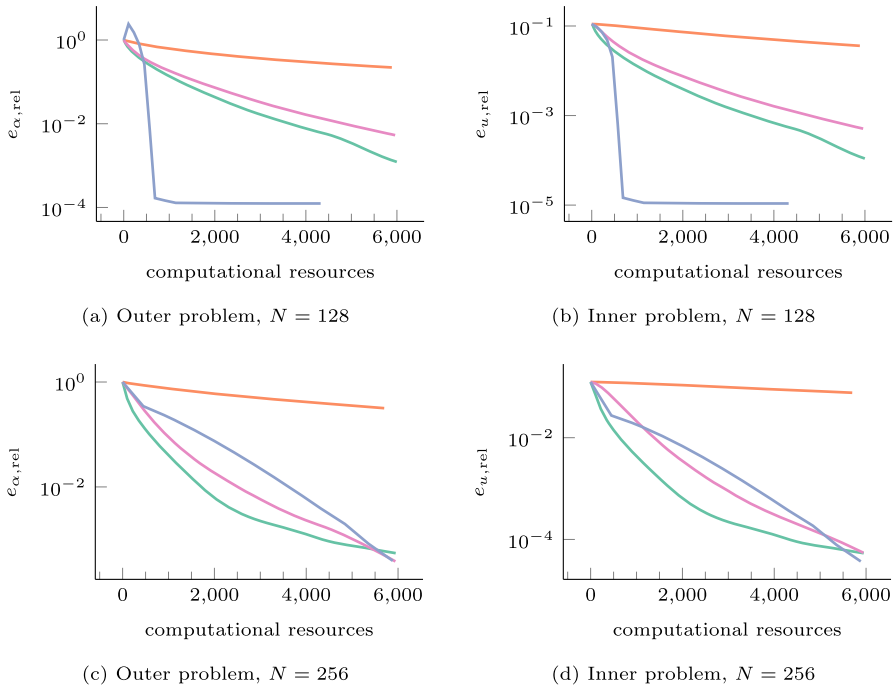 10^0
10^−2
10^−4
e_{α,rel}
0 2,000 4,000 6,000
computational resources
(a) Outer problem, N = 128
10^−1
10^−3
10^−5
e_{u,rel}
0 2,000 4,000 6,000
computational resources
(b) Inner problem, N = 128
10^0
10^−2
e_{α,rel}
0 2,000 4,000 6,000
computational resources
(c) Outer problem, N = 256
10^−2
10^−4
e_{u,rel}
0 2,000 4,000 6,000
computational resources
(d) Inner problem, N = 256